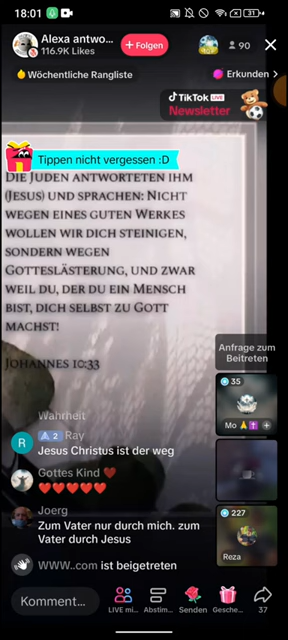 18:01
31
Alexa antwo...
116.9K Likes
+ Folgen
90
Wöchentliche Rangliste
Erkunden >
TikTok LIVE
Newsletter
Tippen nicht vergessen :D
Die Juden antworteten ihm
(Jesus) und sprachen: Nicht
wegen eines guten Werkes
wollen wir dich steinigen,
sondern wegen
Gotteslästerung, und zwar
weil du, der du ein Mensch
bist, dich selbst zu Gott
machst!
Johannes 10:33
Anfrage zum
Beitreten
35
Mo
Wahrheit
R
2 Ray
Jesus Christus ist der weg
Gottes Kind
Joerg
Zum Vater nur durch mich. zum
Vater durch Jesus
227
Reza
WWW..com ist beigetreten
Komment...
LIVE mi...
Abstim...
Senden
Gesche...
37